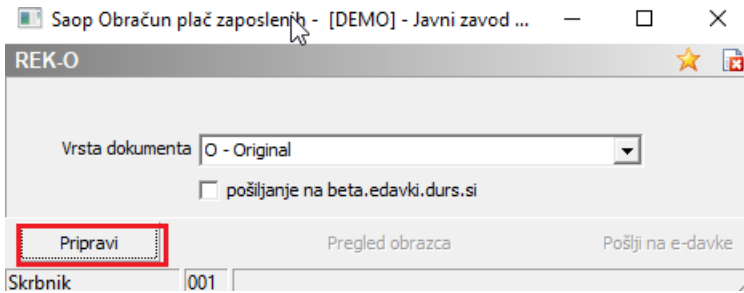 Saop Obračun plač zaposlenih - [DEMO] - Javni zavod ...
REK-O
Vrsta dokumenta O - Original
pošiljanje na beta.edavki.durs.si
Pripravi Pregled obrazca Pošlji na e-davke
Skrbnik 001